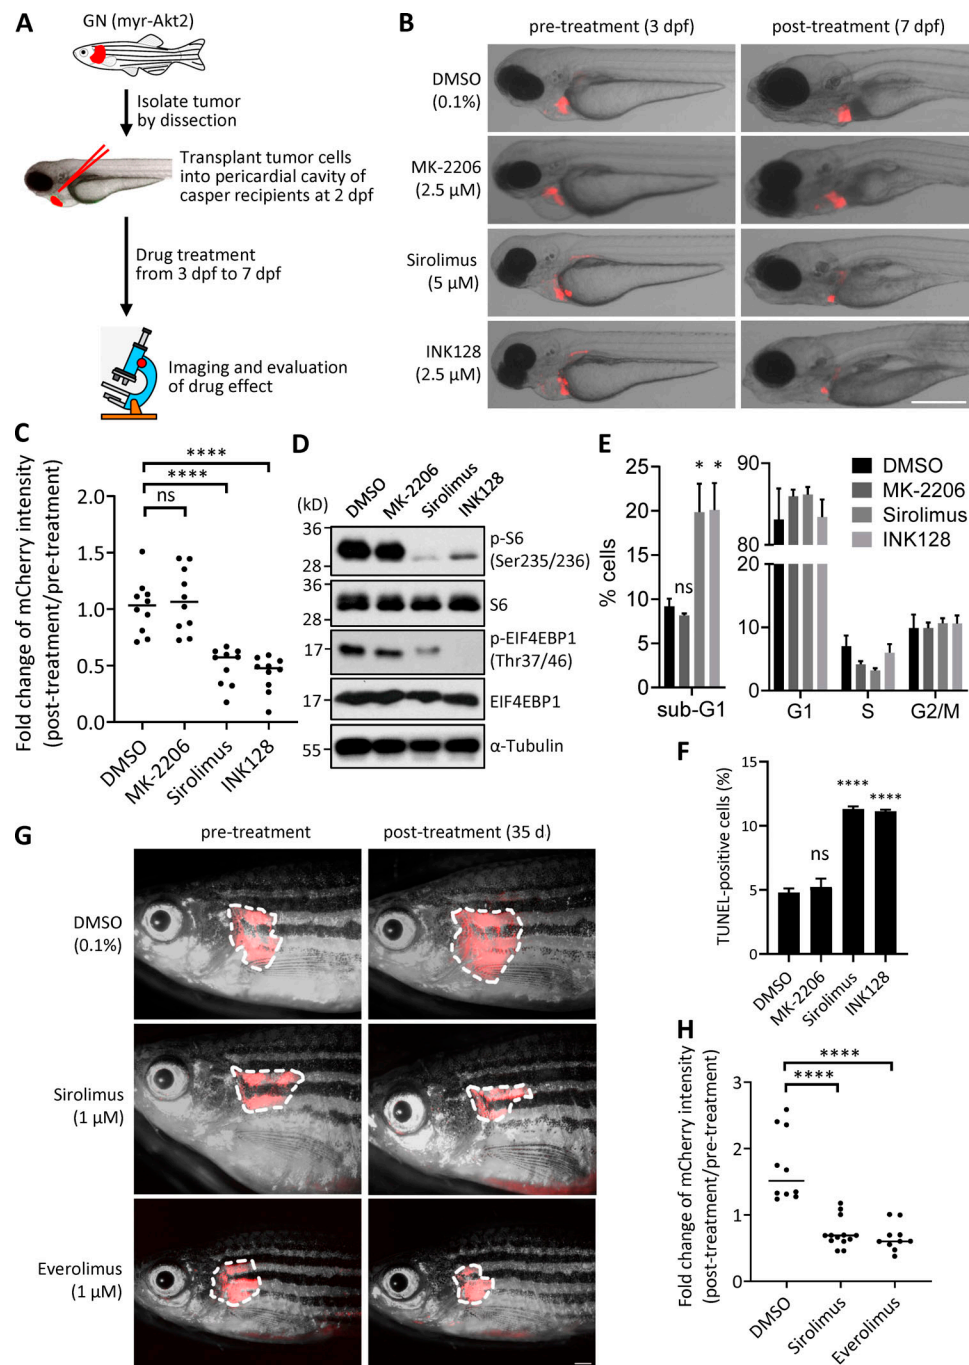 A
GN (myr-Akt2)
Isolate tumor
by dissection
Transplant tumor cells
into pericardial cavity of
casper recipients at 2 dpf
Drug treatment
from 3 dpf to 7 dpf
Imaging and evaluation
of drug effect
B
pre-treatment (3 dpf)
post-treatment (7 dpf)
DMSO
(0.1%)
MK-2206
(2.5 µM)
Sirolimus
(5 µM)
INK128
(2.5 µM)
C
Fold change of mCherry intensity
(post-treatment/pre-treatment)
2.0
1.5
1.0
0.5
0.0
****
****
ns
DMSO
MK-2206
Sirolimus
INK128
D
(kD)
DMSO
MK-2206
Sirolimus
INK128
36
28
p-S6
(Ser235/236)
36
28
S6
17
p-EIF4EBP1
(Thr37/46)
17
EIF4EBP1
55
α-Tubulin
E
% cells
25
20
15
10
5
0
ns
* *
sub-G1
90
80
20
10
0
G1
S
G2/M
DMSO
MK-2206
Sirolimus
INK128
F
TUNEL-positive cells (%)
15
10
5
0
ns
****
****
DMSO
MK-2206
Sirolimus
INK128
G
pre-treatment
post-treatment (35 d)
DMSO
(0.1%)
Sirolimus
(1 µM)
Everolimus
(1 µM)
H
Fold change of mCherry intensity
(post-treatment/pre-treatment)
3
2
1
0
****
****
DMSO
Sirolimus
Everolimus